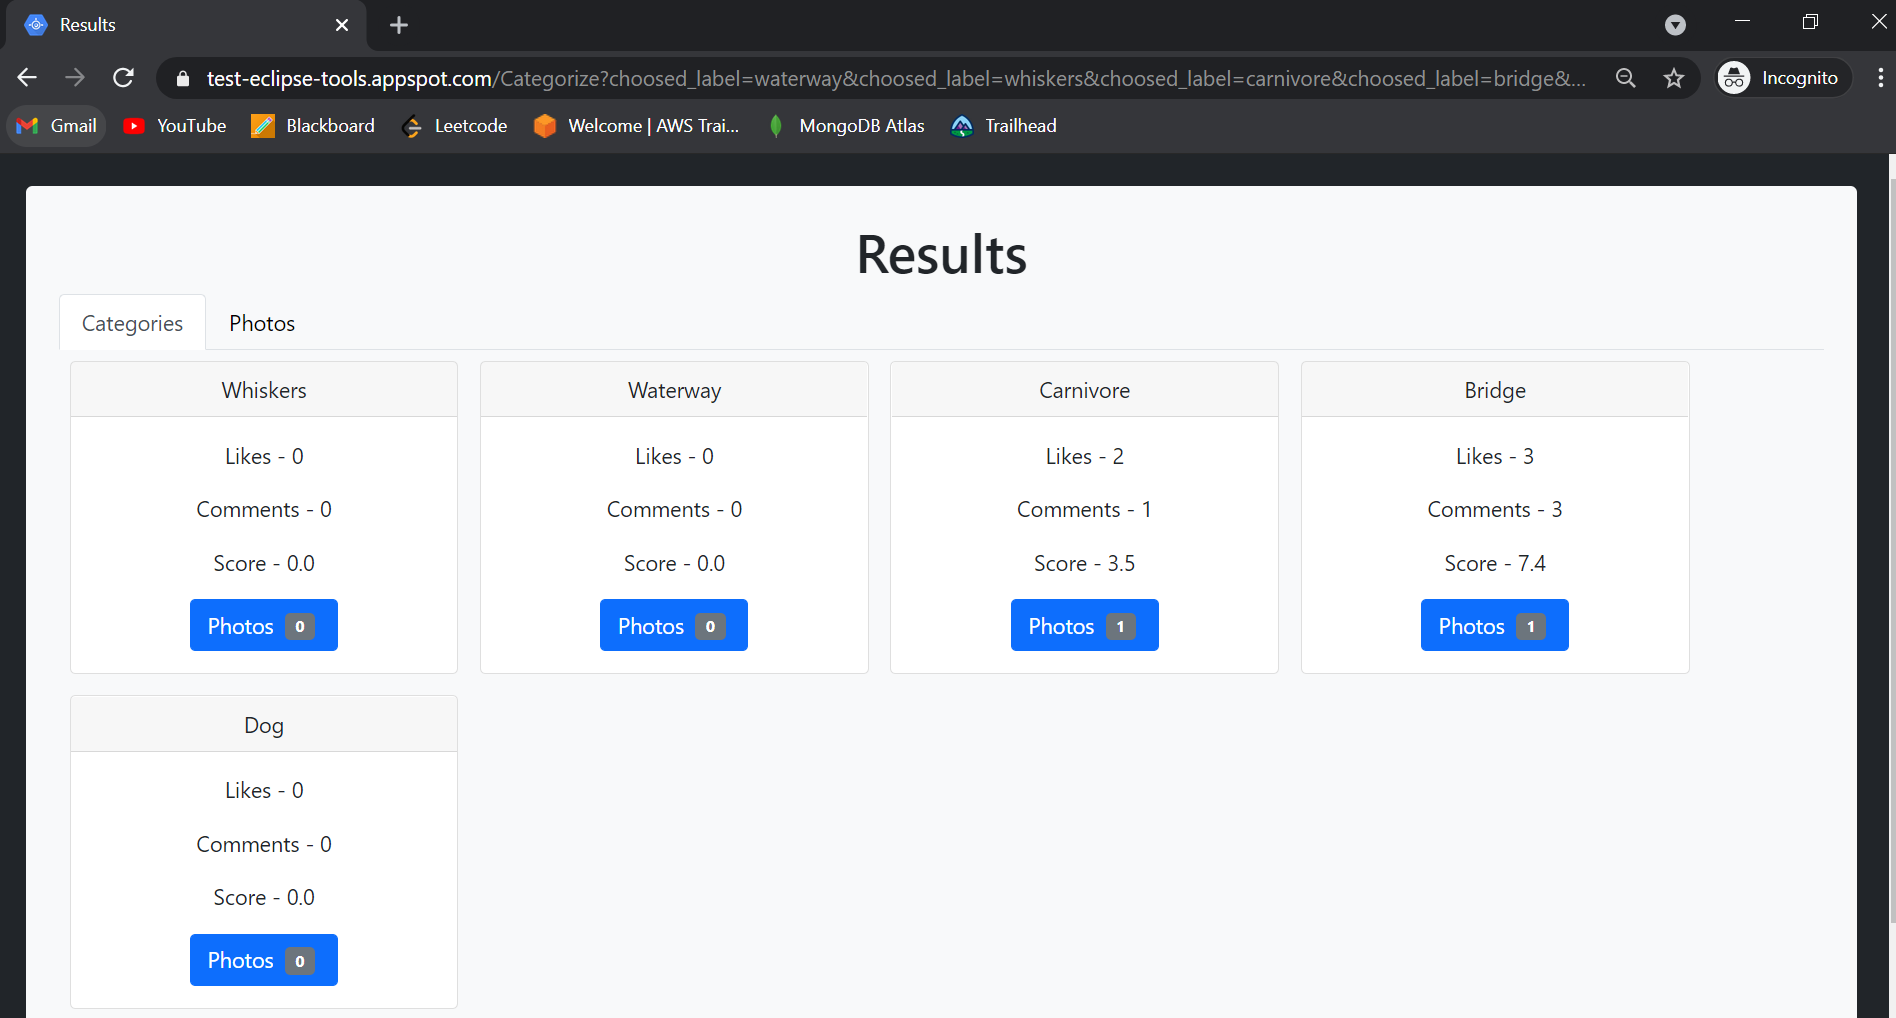 Results
test-eclipse-tools.appspot.com/Categorize?choosed_label=waterway&choosed_label=whiskers&choosed_label=carnivore&choosed_label=bridge&...
Incognito
Gmail YouTube Blackboard Leetcode Welcome | AWS Trai... MongoDB Atlas Trailhead
Results
Categories Photos
Whiskers
Likes - 0
Comments - 0
Score - 0.0
Photos 0
Waterway
Likes - 0
Comments - 0
Score - 0.0
Photos 0
Carnivore
Likes - 2
Comments - 1
Score - 3.5
Photos 1
Bridge
Likes - 3
Comments - 3
Score - 7.4
Photos 1
Dog
Likes - 0
Comments - 0
Score - 0.0
Photos 0